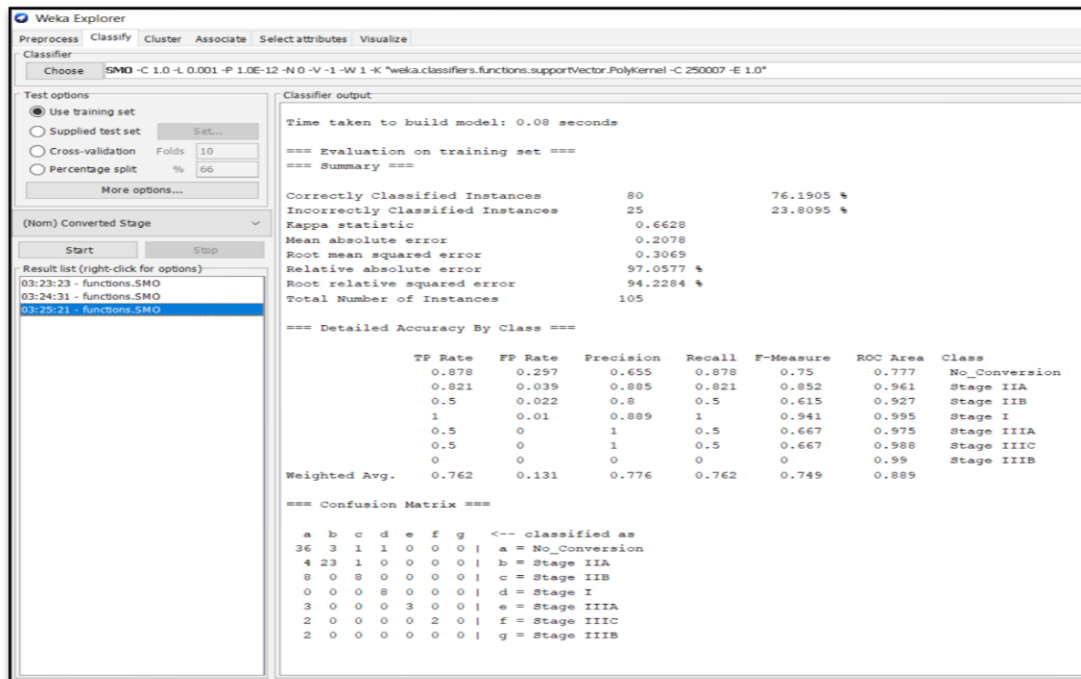 Weka Explorer
Preprocess Classify Cluster Associate Select attributes Visualize
Classifier
Choose SMO -C 1.0 -L 0.001 -P 1.0E-12 -N 0 -V -1 -W 1 -K "weka.classifiers.functions.supportVector.PolyKernel -C 250007 -E 1.0"
Test options
Use training set
Supplied test set Set...
Cross-validation Folds 10
Percentage split % 66
More options...
(Nom) Converted Stage
Start Stop
Result list (right-click for options)
03:23:23 - functions.SMO
03:24:31 - functions.SMO
03:25:21 - functions.SMO
Classifier output
Time taken to build model: 0.08 seconds
=== Evaluation on training set ===
=== Summary ===
Correctly Classified Instances 80 76.1905 %
Incorrectly Classified Instances 25 23.8095 %
Kappa statistic 0.6628
Mean absolute error 0.2078
Root mean squared error 0.3069
Relative absolute error 97.0577 %
Root relative squared error 94.2284 %
Total Number of Instances 105
=== Detailed Accuracy By Class ===
TP Rate FP Rate Precision Recall F-Measure ROC Area Class
0.878 0.297 0.655 0.878 0.75 0.777 No_Conversion
0.821 0.039 0.885 0.821 0.852 0.961 Stage IIA
0.5 0.022 0.8 0.5 0.615 0.927 Stage IIB
1 0.01 0.889 1 0.941 0.995 Stage I
0.5 0 1 0.5 0.667 0.975 Stage IIIA
0.5 0 1 0.5 0.667 0.988 Stage IIIC
0 0 0 0 0 0.99 Stage IIIB
Weighted Avg. 0.762 0.131 0.776 0.762 0.749 0.889
=== Confusion Matrix ===
a b c d e f g <-- classified as
36 3 1 1 0 0 0 | a = No_Conversion
4 23 1 0 0 0 0 | b = Stage IIA
8 0 8 0 0 0 0 | c = Stage IIB
0 0 0 8 0 0 0 | d = Stage I
3 0 0 0 3 0 0 | e = Stage IIIA
2 0 0 0 0 2 0 | f = Stage IIIC
2 0 0 0 0 0 0 | g = Stage IIIB